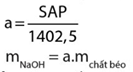 a = SAP / 1402,5
m_NaOH = a.m_chất béo